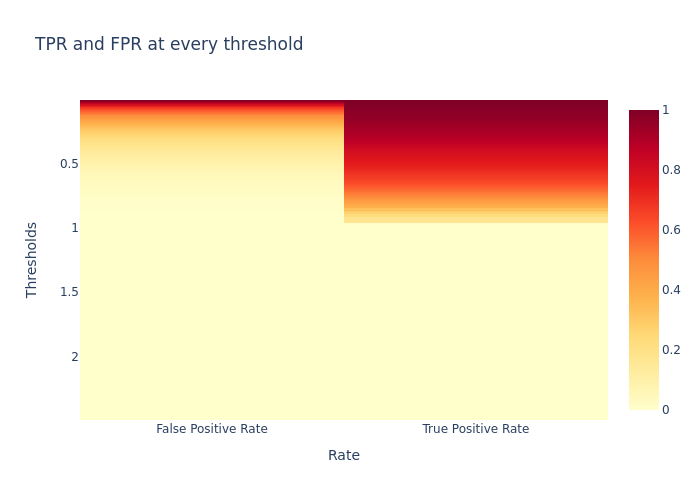 TPR and FPR at every threshold
Thresholds
0.5
1
1.5
2
False Positive Rate
True Positive Rate
Rate
1
0.8
0.6
0.4
0.2
0